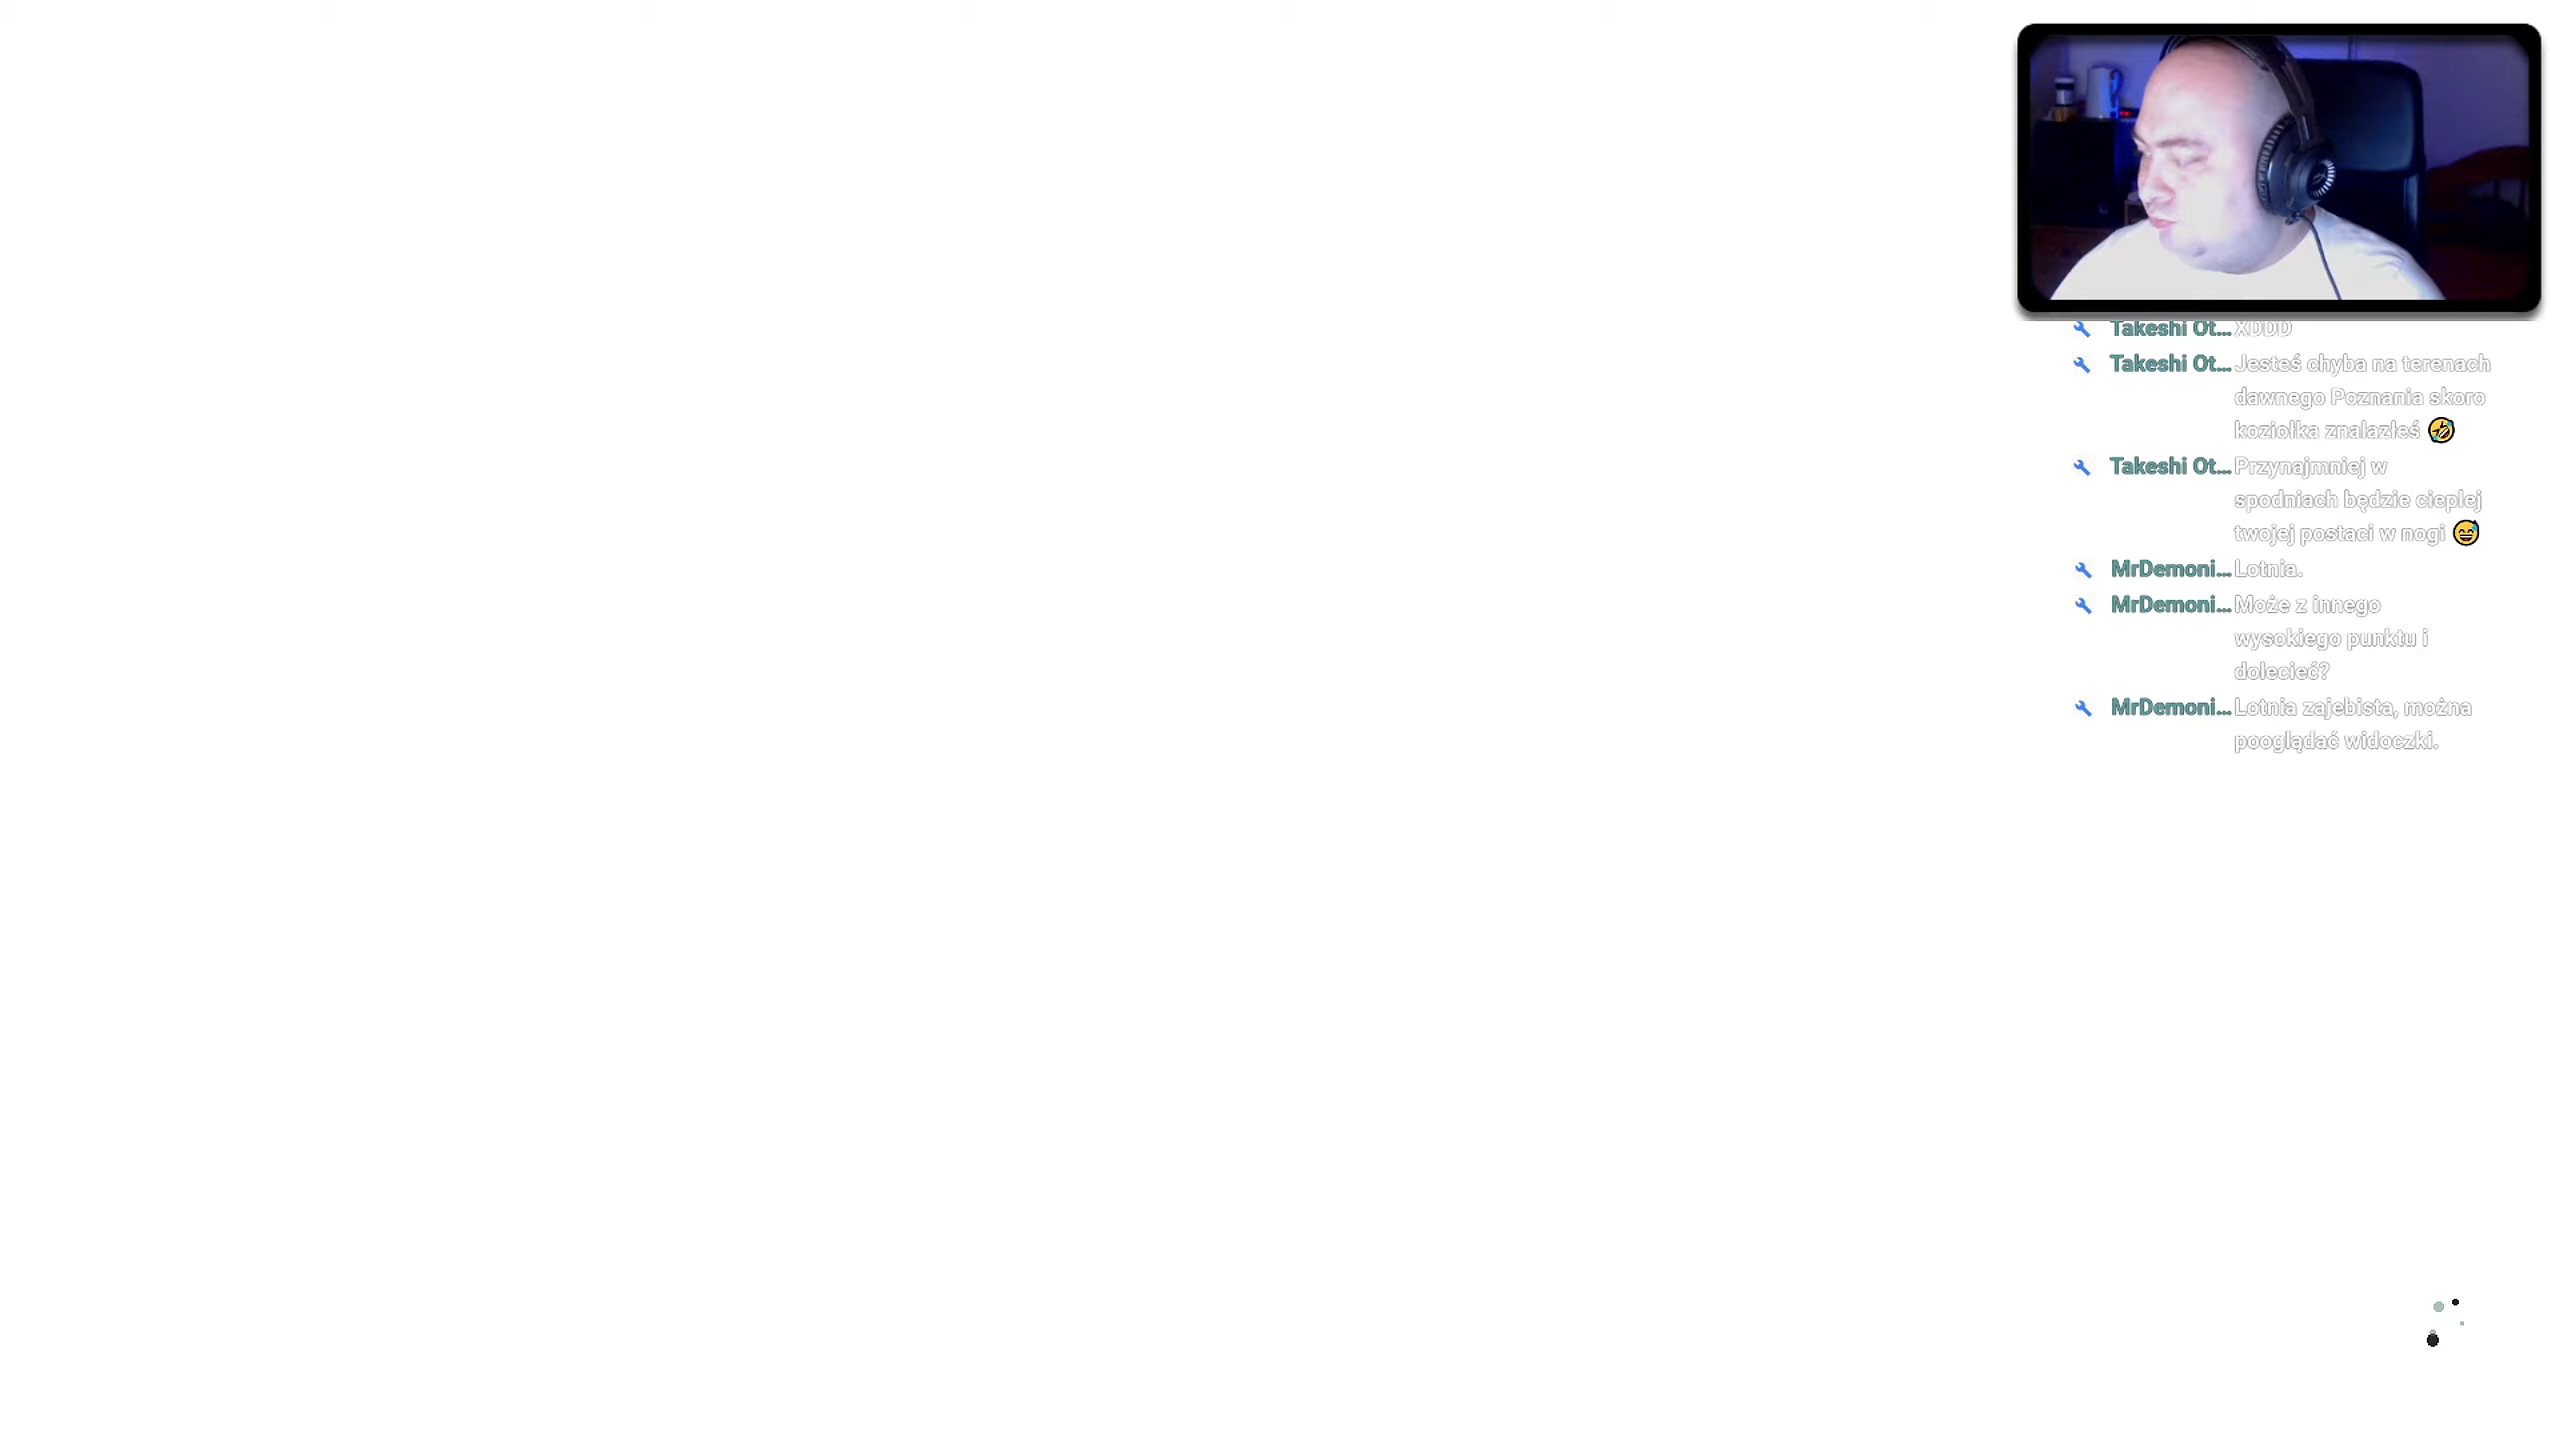 Takeshi Ot... XDDD
Takeshi Ot... Jesteś chyba na terenach
dawnego Poznania skoro
koziołka znalazłeś 🤣
Takeshi Ot... Przynajmniej w
spodniach będzie cieplej
twojej postaci w nogi 😅
MrDemoni... Lotnia.
MrDemoni... Może z innego
wysokiego punktu i
dolecieć?
MrDemoni... Lotnia zajebista, można
pooglądać widoczki.